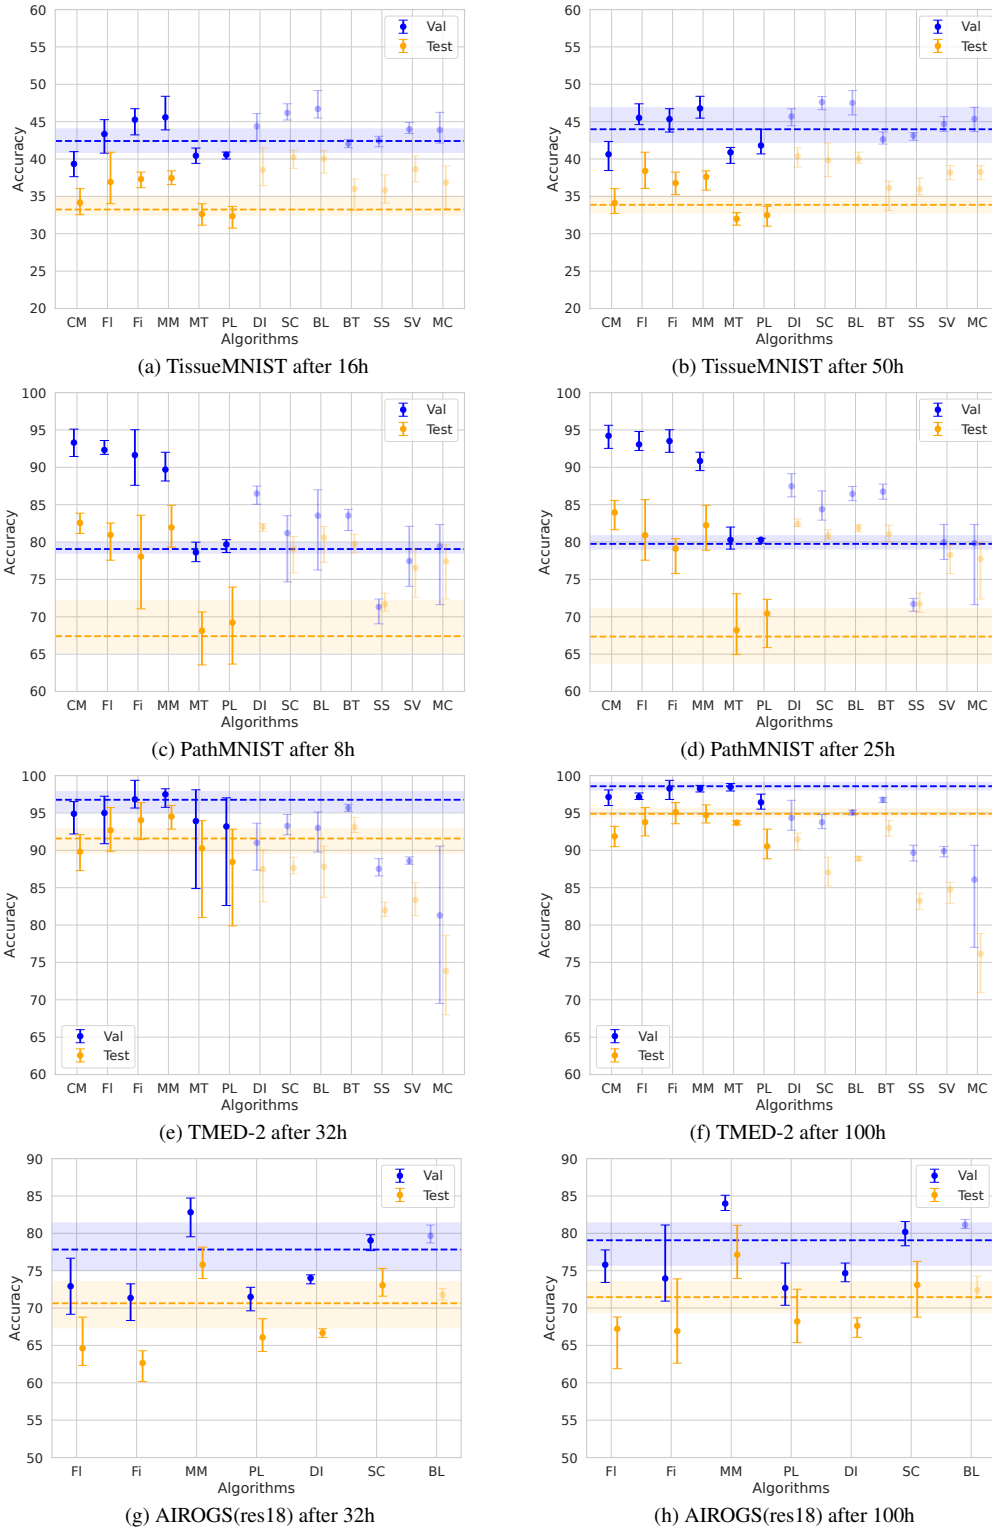 60
55
50
45
40
35
30
25
20
Accuracy
Val
Test
CM Fl Fi MM MT PL DI SC BL BT SS SV MC
Algorithms
(a) TissueMNIST after 16h
60
55
50
45
40
35
30
25
20
Accuracy
Val
Test
CM Fl Fi MM MT PL DI SC BL BT SS SV MC
Algorithms
(b) TissueMNIST after 50h
100
95
90
85
80
75
70
65
60
Accuracy
Val
Test
CM Fl Fi MM MT PL DI SC BL BT SS SV MC
Algorithms
(c) PathMNIST after 8h
100
95
90
85
80
75
70
65
60
Accuracy
Val
Test
CM Fl Fi MM MT PL DI SC BL BT SS SV MC
Algorithms
(d) PathMNIST after 25h
100
95
90
85
80
75
70
65
60
Accuracy
Val
Test
CM Fl Fi MM MT PL DI SC BL BT SS SV MC
Algorithms
(e) TMED-2 after 32h
100
95
90
85
80
75
70
65
60
Accuracy
Val
Test
CM Fl Fi MM MT PL DI SC BL BT SS SV MC
Algorithms
(f) TMED-2 after 100h
90
85
80
75
70
65
60
55
50
Accuracy
Val
Test
Fl Fi MM PL DI SC BL
Algorithms
(g) AIROGS(res18) after 32h
90
85
80
75
70
65
60
55
50
Accuracy
Val
Test
Fl Fi MM PL DI SC BL
Algorithms
(h) AIROGS(res18) after 100h